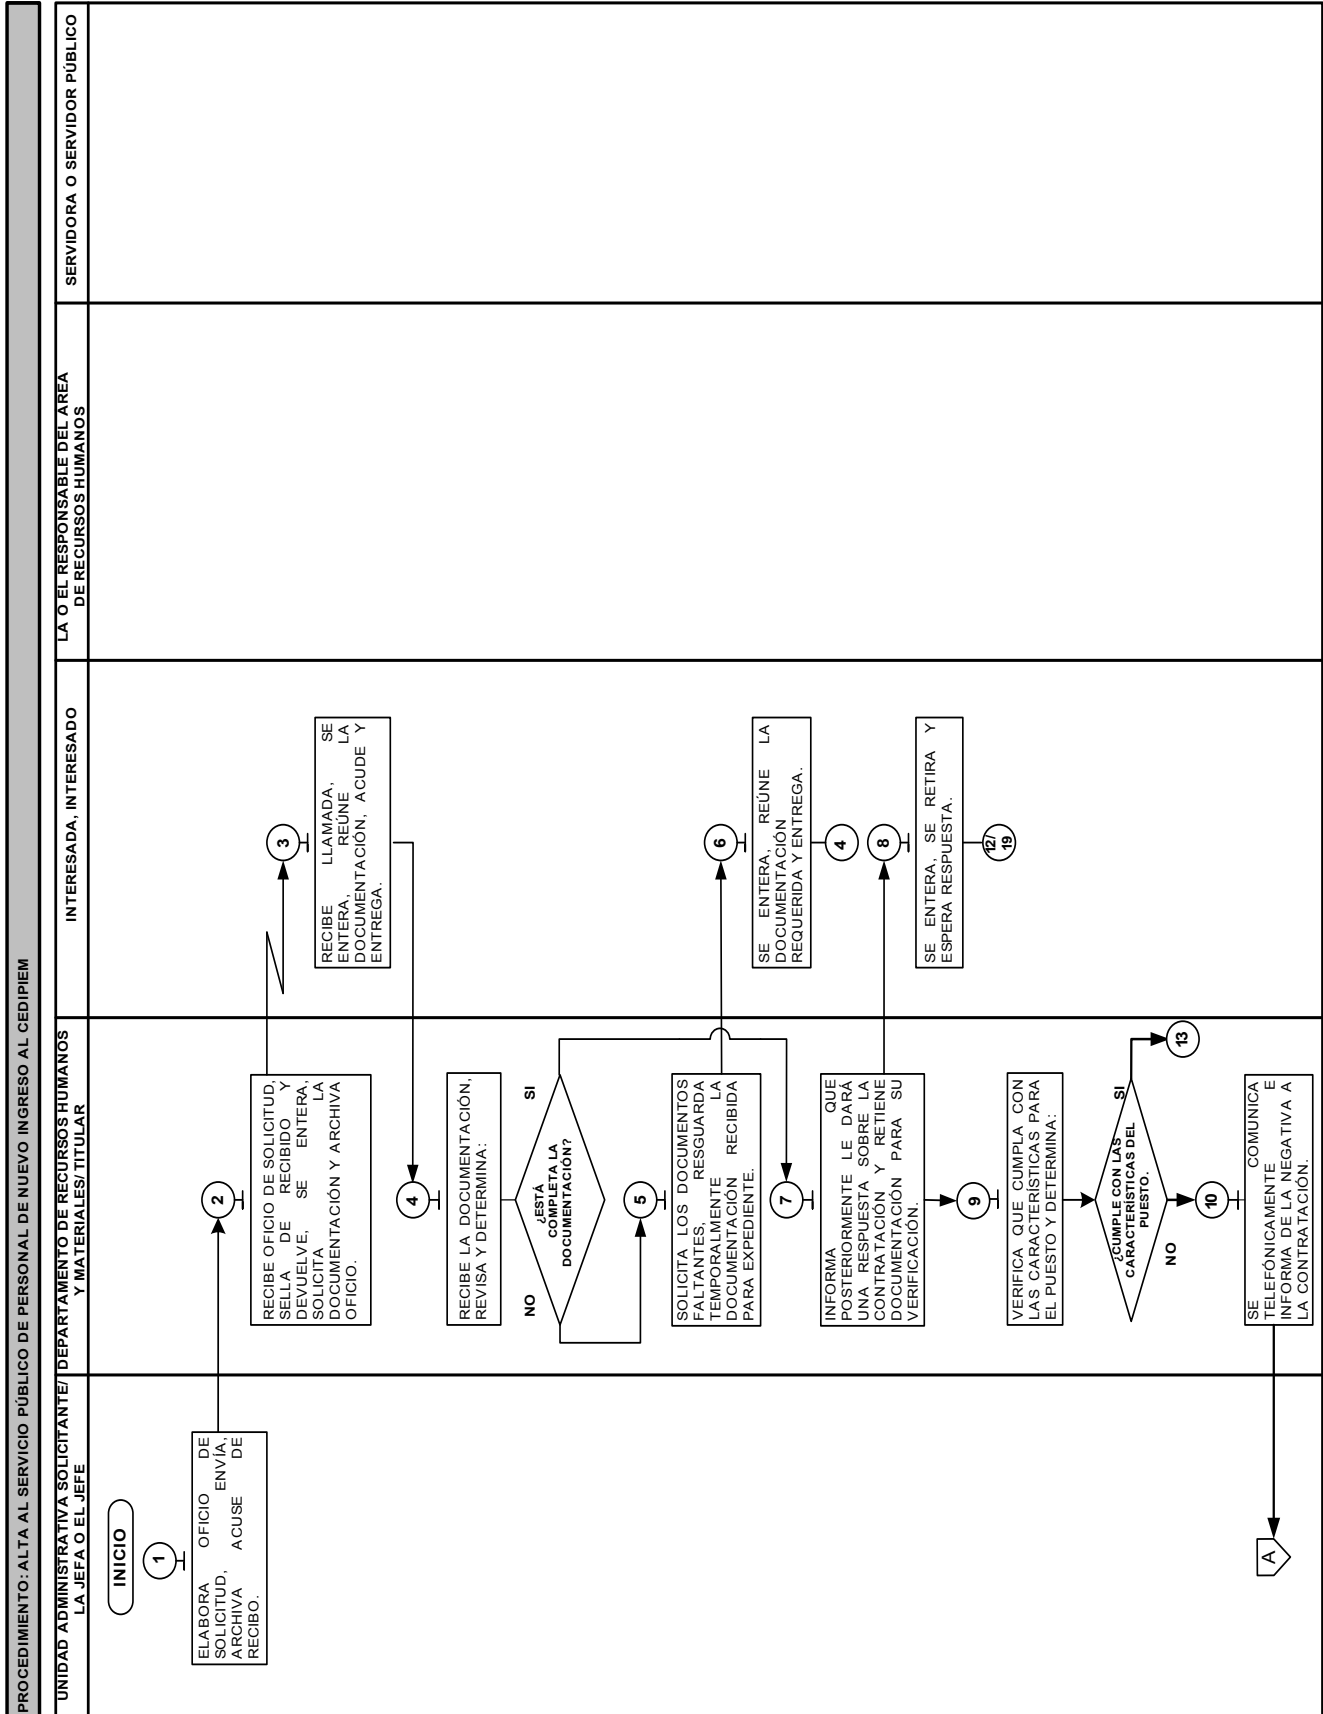 PROCEDIMIENTO: ALTA AL SERVICIO PÚBLICO DE PERSONAL DE NUEVO INGRESO AL CEDIPIEM
UNIDAD ADMINISTRATIVA SOLICITANTE/
LA JEFA O EL JEFE
DEPARTAMENTO DE RECURSOS HUMANOS
Y MATERIALES/TITULAR
INTERESADA, INTERESADO
LA O EL RESPONSABLE DEL AREA
DE RECURSOS HUMANOS
SERVIDORA O SERVIDOR PÚBLICO
INICIO
1
ELABORA OFICIO DE
SOLICITUD, ENVÍA,
ARCHIVA ACUSE DE
RECIBO.
2
RECIBE OFICIO DE SOLICITUD,
SELLA DE RECIBIDO Y
DEVUELVE, SE ENTERA,
SOLICITA LA
DOCUMENTACIÓN Y ARCHIVA
OFICIO.
3
RECIBE LLAMADA, SE
ENTERA, REÚNE LA
DOCUMENTACIÓN, ACUDE Y
ENTREGA.
4
RECIBE LA DOCUMENTACIÓN,
REVISA Y DETERMINA:
¿ESTÁ
COMPLETA LA
DOCUMENTACIÓN?
NO
SI
5
SOLICITA LOS DOCUMENTOS
FALTANTES, RESGUARDA
TEMPORALMENTE LA
DOCUMENTACIÓN RECIBIDA
PARA EXPEDIENTE.
6
SE ENTERA, REÚNE LA
DOCUMENTACIÓN
REQUERIDA Y ENTREGA.
4
7
INFORMA QUE
POSTERIORMENTE LE DARÁ
UNA RESPUESTA SOBRE LA
CONTRATACIÓN Y RETIENE
DOCUMENTACIÓN PARA SU
VERIFICACIÓN.
8
SE ENTERA, SE RETIRA Y
ESPERA RESPUESTA.
12/
19
9
VERIFICA QUE CUMPLA CON
LAS CARACTERÍSTICAS PARA
EL PUESTO Y DETERMINA:
¿CUMPLE CON LAS
CARACTERÍSTICAS DEL
PUESTO.
NO
SI
13
10
SE COMUNICA
TELEFÓNICAMENTE E
INFORMA DE LA NEGATIVA A
LA CONTRATACIÓN.
A